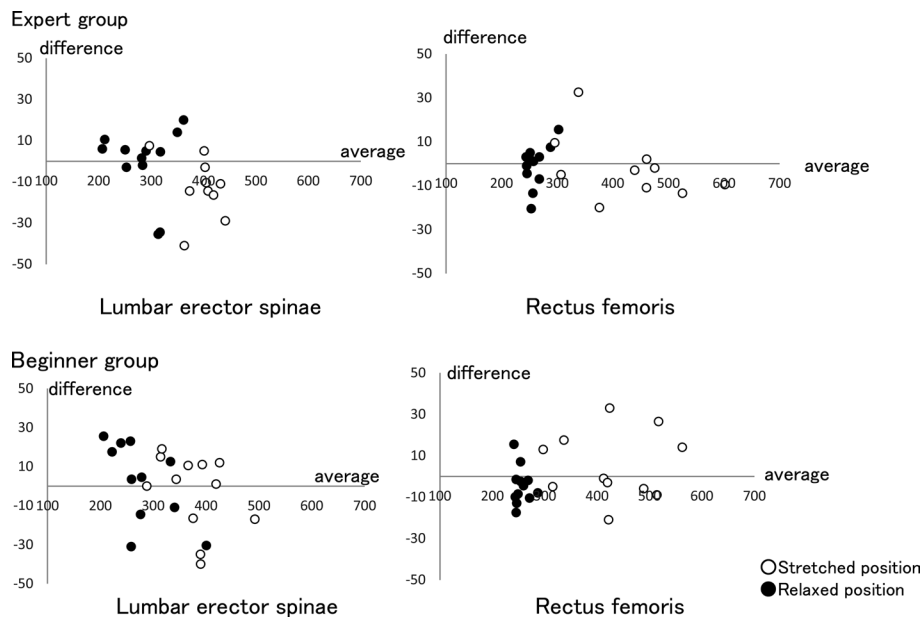 Expert group
difference
50
30
10
average
-10
100 200 300 400 500 600 700
-30
-50
Lumbar erector spinae
difference
50
30
10
average
-10
100 200 300 400 500 600 700
-30
-50
Rectus femoris
Beginner group
difference
50
30
10
average
-10
100 200 300 400 500 600 700
-30
-50
Lumbar erector spinae
difference
50
30
10
average
-10
100 200 300 400 500 600 700
-30
-50
Rectus femoris
Stretched position
Relaxed position